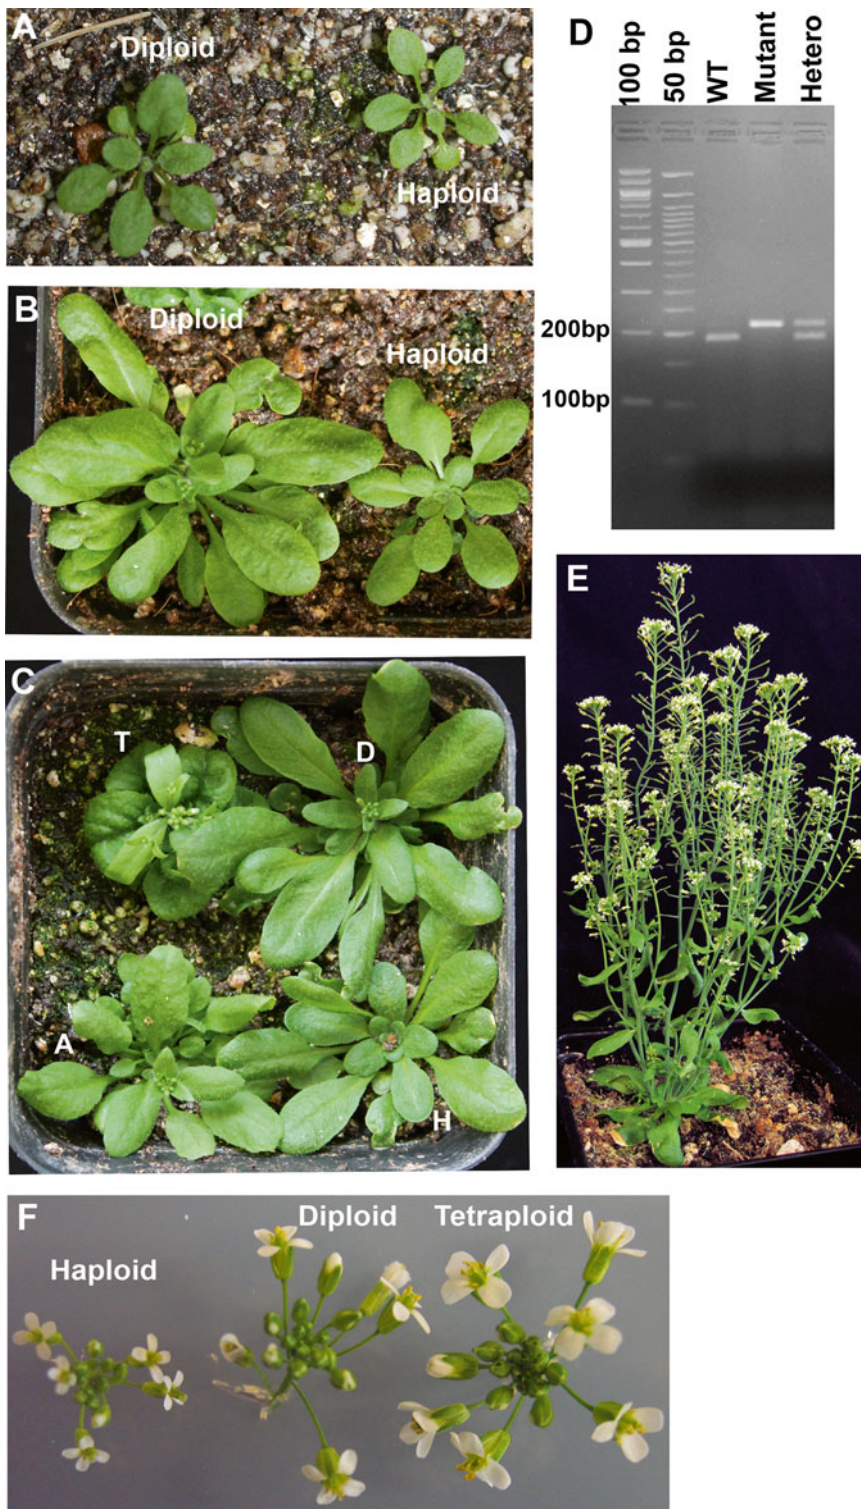 A
Diploid
Haploid
B
Diploid
Haploid
C
T
D
A
H
D
100 bp
50 bp
WT
Mutant
Hetero
200bp
100bp
E
F
Haploid
Diploid
Tetraploid